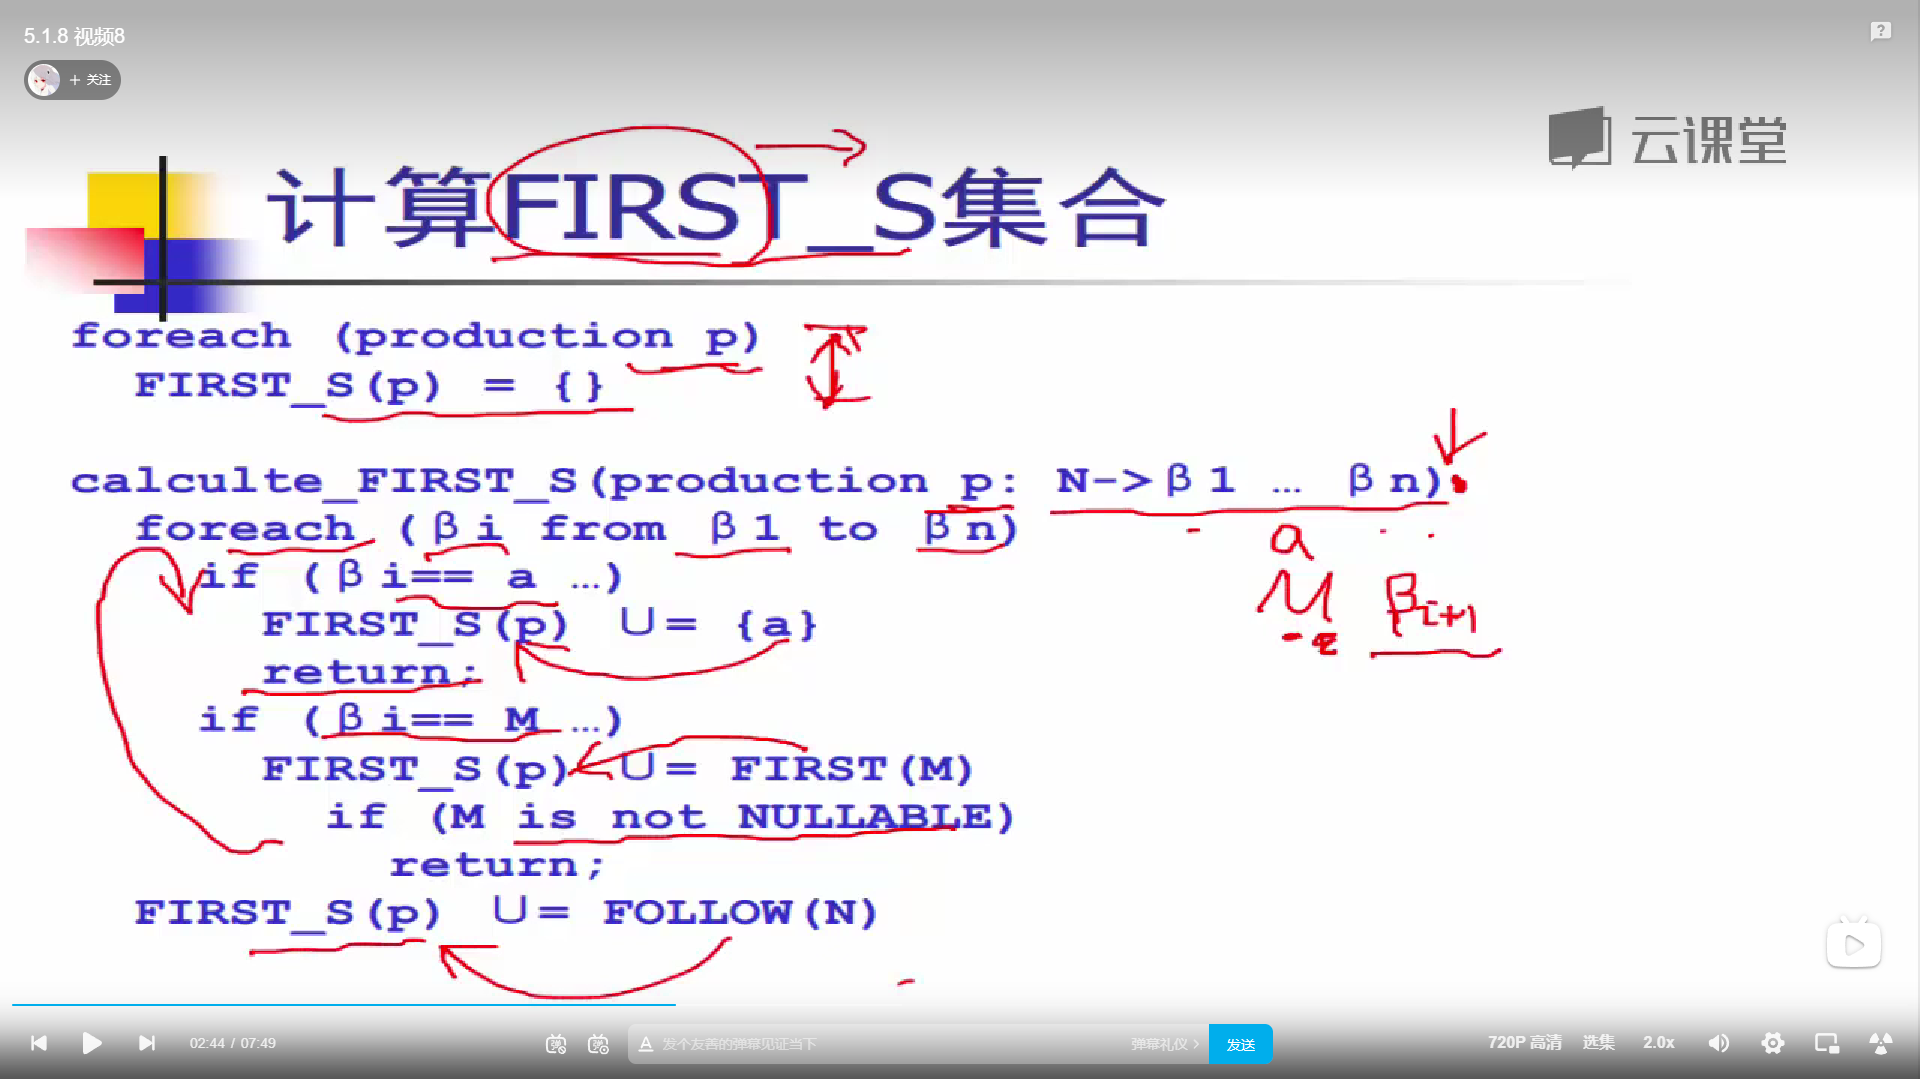 5.1.8 视频8
+ 关注
云课堂
计算FIRST_S集合
foreach (production p)
FIRST_S(p) = {}
calculte_FIRST_S(production p: N->β1 … βn)
foreach (βi from β1 to βn)
a
if (βi== a …)
M βi+1
FIRST_S(p) ∪= {a}
-ε
return;
if (βi== M …)
FIRST_S(p) ∪= FIRST(M)
if (M is not NULLABLE)
return;
FIRST_S(p) ∪= FOLLOW(N)
02:44 / 07:49
弹
弹
A 发个友善的弹幕见证当下
弹幕礼仪 >
发送
720P 高清
选集
2.0x